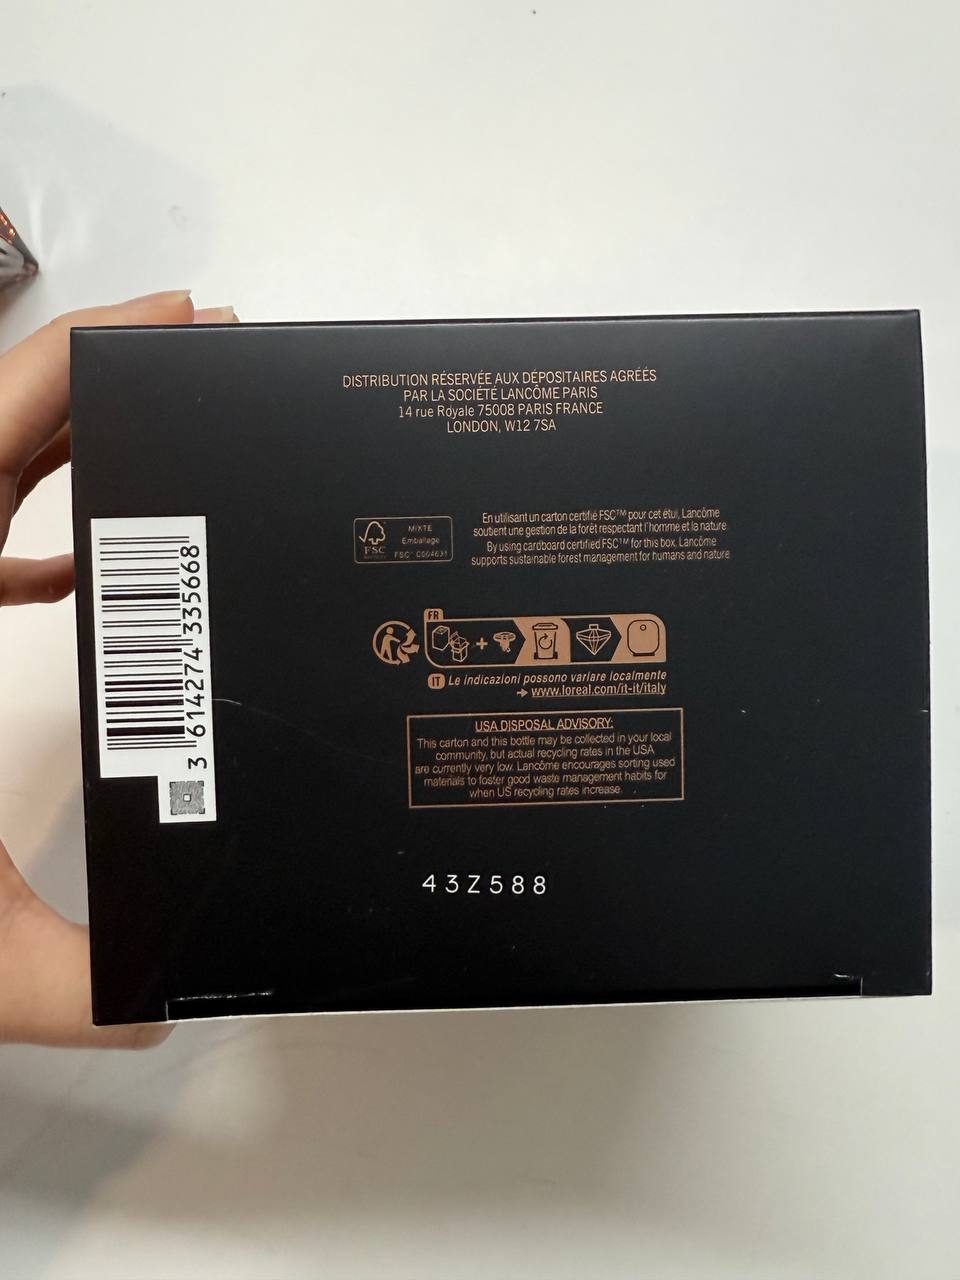 DISTRIBUTION RÉSERVÉE AUX DÉPOSITAIRES AGRÉÉS
PAR LA SOCIÉTÉ LANCÔME PARIS
14 rue Royale 75008 PARIS FRANCE
LONDON, W12 7SA
FSC
MIXTE
Emballage
FSC™ C004631
En utilisant un carton certifié FSC™ pour cet étui, Lancôme
soutient une gestion de la forêt respectant l'homme et la nature
By using cardboard certified FSC™ for this box, Lancôme
supports sustainable forest management for humans and nature
FR
+
IT Le indicazioni possono variare localmente
www.loreal.com/it-it/italy
USA DISPOSAL ADVISORY:
This carton and this bottle may be collected in your local
community, but actual recycling rates in the USA
are currently very low. Lancôme encourages sorting used
materials to foster good waste management habits for
when US recycling rates increase.
43Z588
3 614274 335668